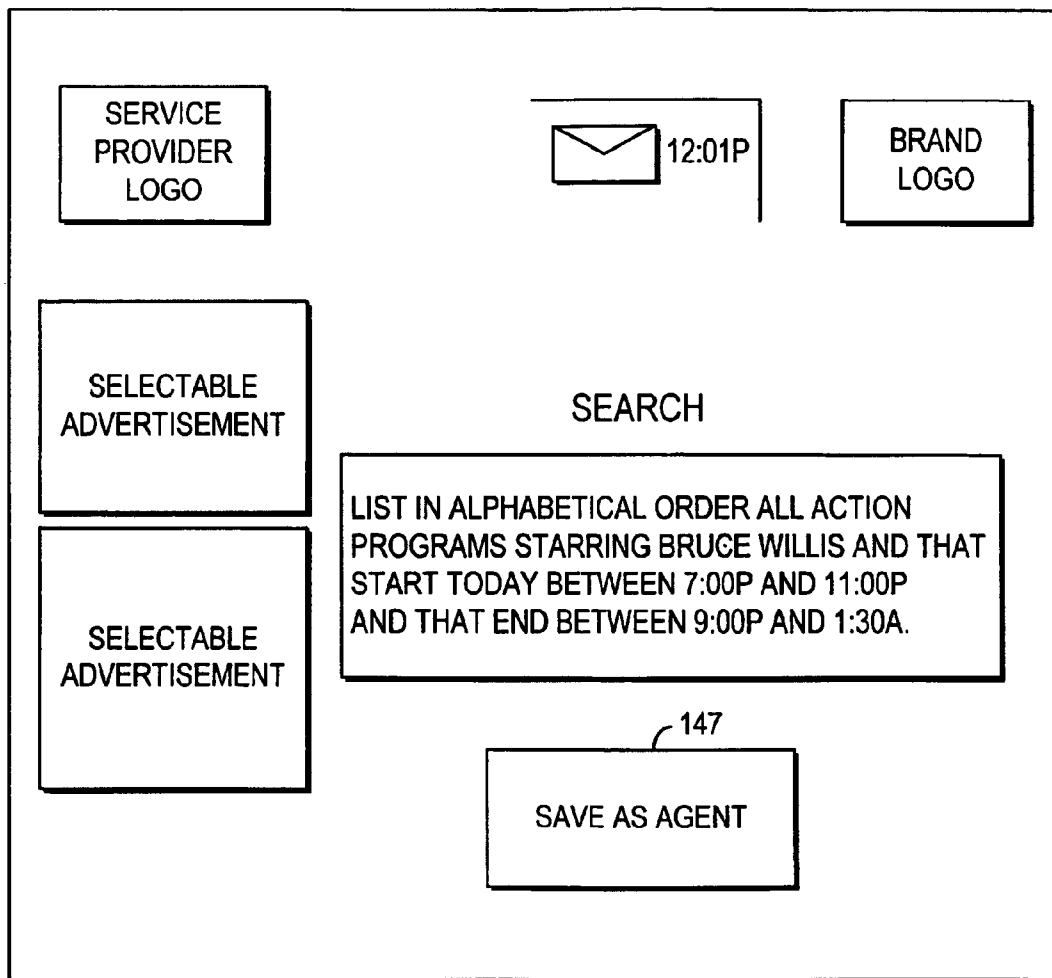 SERVICE
PROVIDER
LOGO
12:01P
BRAND
LOGO
SELECTABLE
ADVERTISEMENT
SEARCH
LIST IN ALPHABETICAL ORDER ALL ACTION
PROGRAMS STARRING BRUCE WILLIS AND THAT
START TODAY BETWEEN 7:00P AND 11:00P
AND THAT END BETWEEN 9:00P AND 1:30A.
SELECTABLE
ADVERTISEMENT
147
SAVE AS AGENT